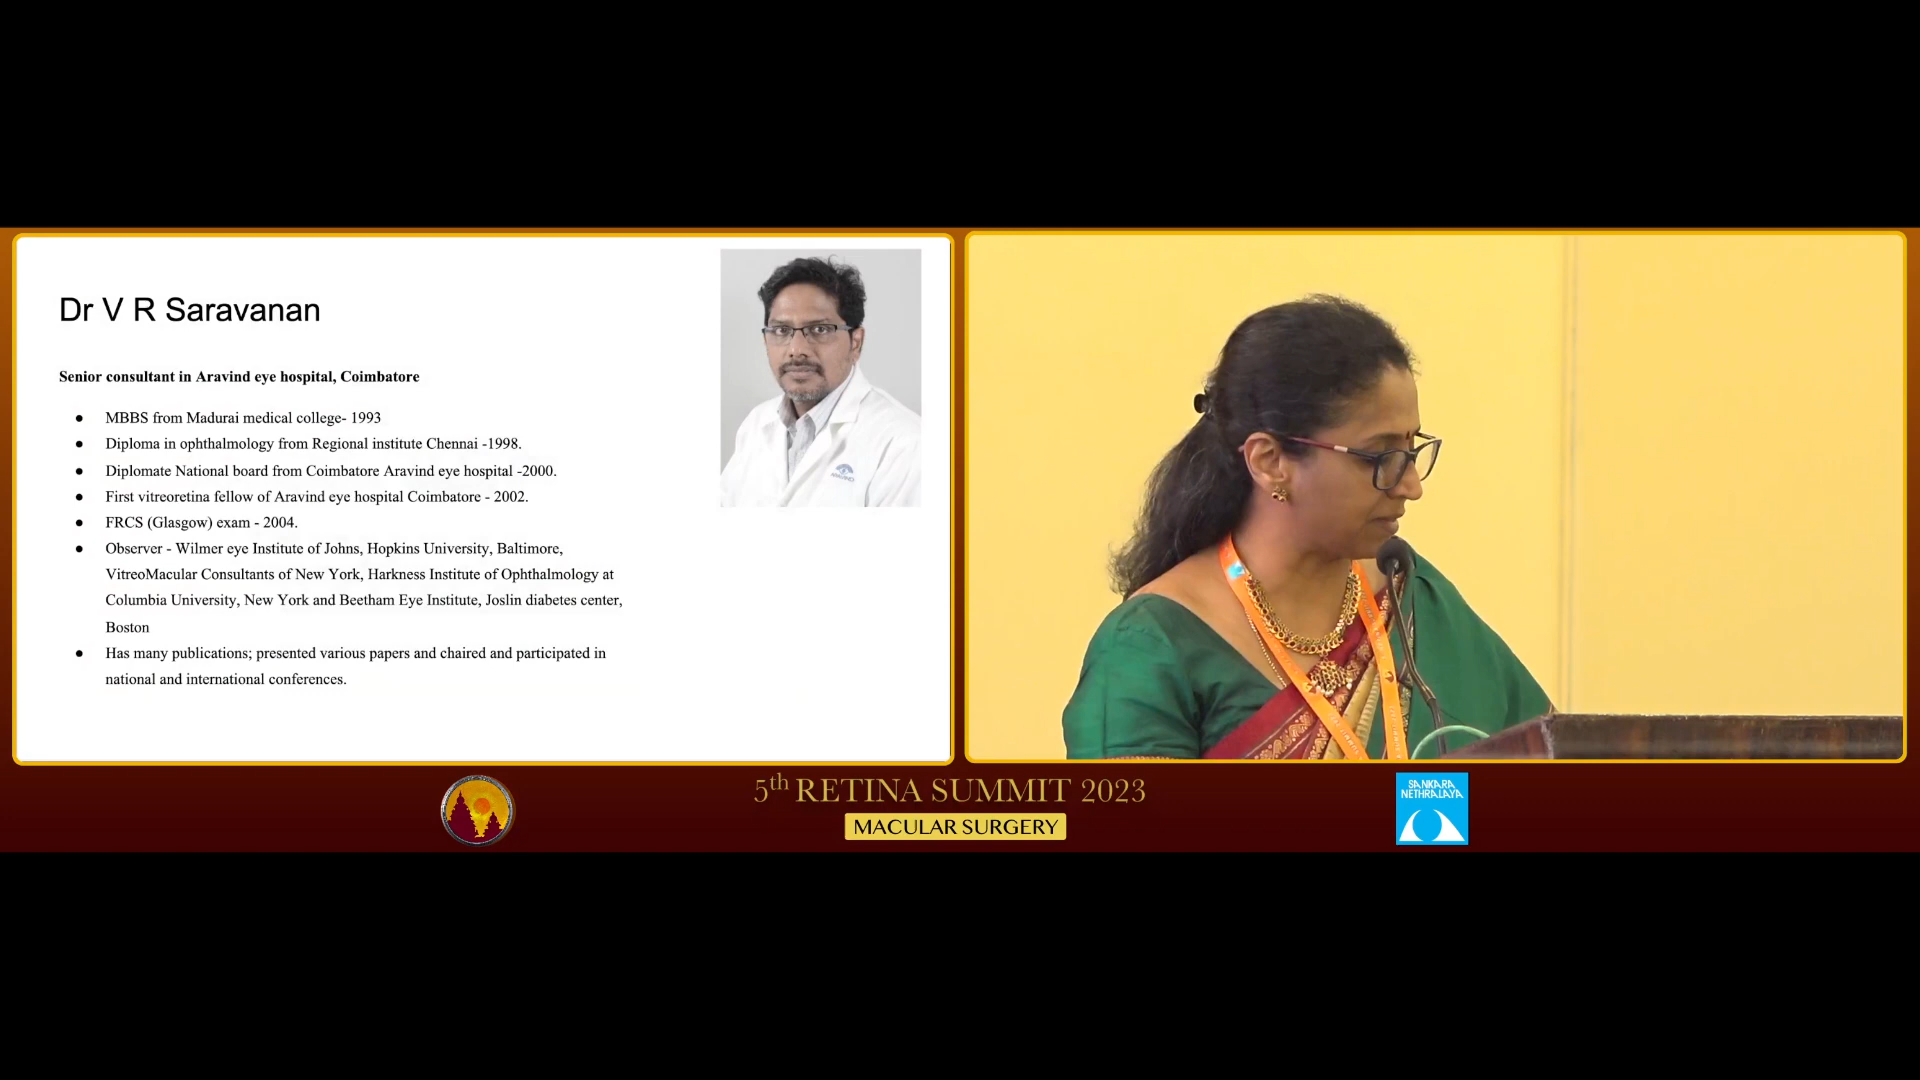 Dr V R Saravanan
Senior consultant in Aravind eye hospital, Coimbatore
● MBBS from Madurai medical college- 1993
● Diploma in ophthalmology from Regional institute Chennai -1998.
● Diplomate National board from Coimbatore Aravind eye hospital -2000.
● First vitreoretina fellow of Aravind eye hospital Coimbatore - 2002.
● FRCS (Glasgow) exam - 2004.
● Observer - Wilmer eye Institute of Johns, Hopkins University, Baltimore,
VitreoMacular Consultants of New York, Harkness Institute of Ophthalmology at
Columbia University, New York and Beetham Eye Institute, Joslin diabetes center,
Boston
● Has many publications; presented various papers and chaired and participated in
national and international conferences.
5th RETINA SUMMIT 2023
MACULAR SURGERY
SANKARA
NETHRALAYA